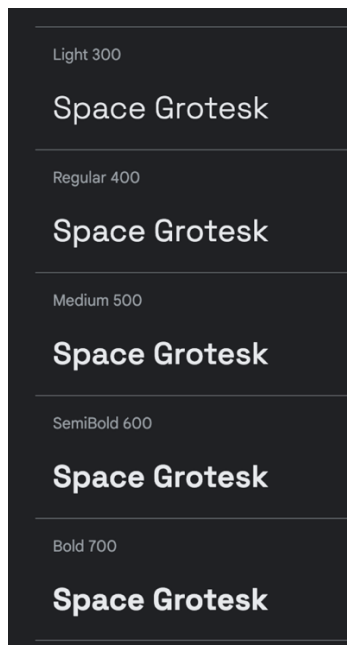 Light 300
Space Grotesk
Regular 400
Space Grotesk
Medium 500
Space Grotesk
SemiBold 600
Space Grotesk
Bold 700
Space Grotesk